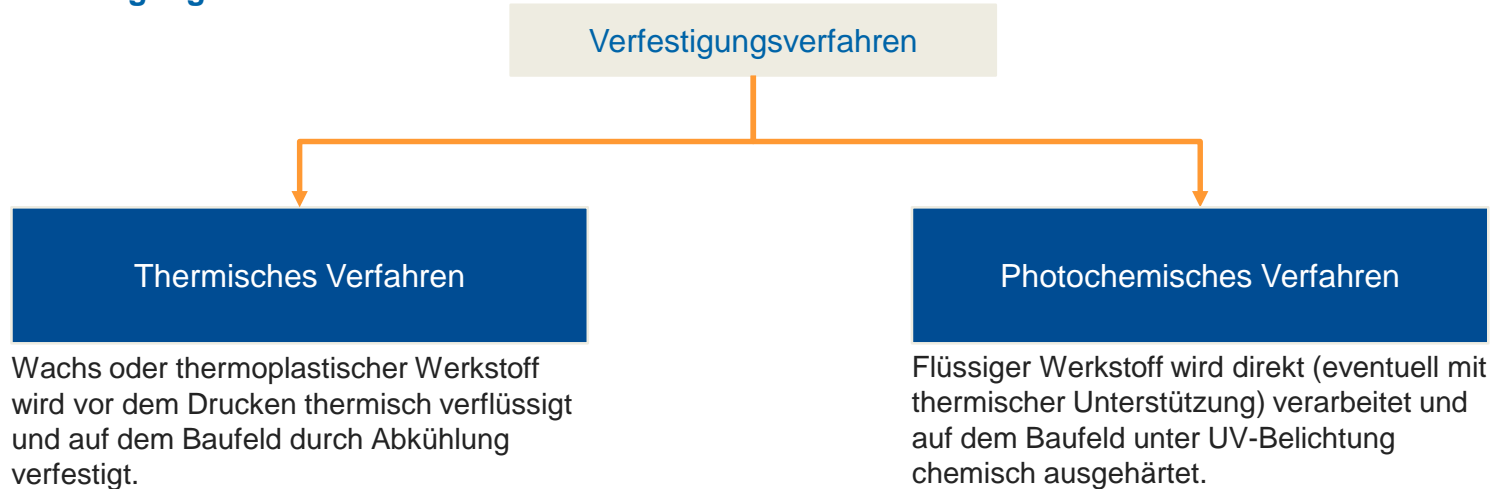 Verfestigungsverfahren
Thermisches Verfahren
Wachs oder thermoplastischer Werkstoff
wird vor dem Drucken thermisch verflüssigt
und auf dem Baufeld durch Abkühlung
verfestigt.
Photochemisches Verfahren
Flüssiger Werkstoff wird direkt (eventuell mit
thermischer Unterstützung) verarbeitet und
auf dem Baufeld unter UV-Belichtung
chemisch ausgehärtet.